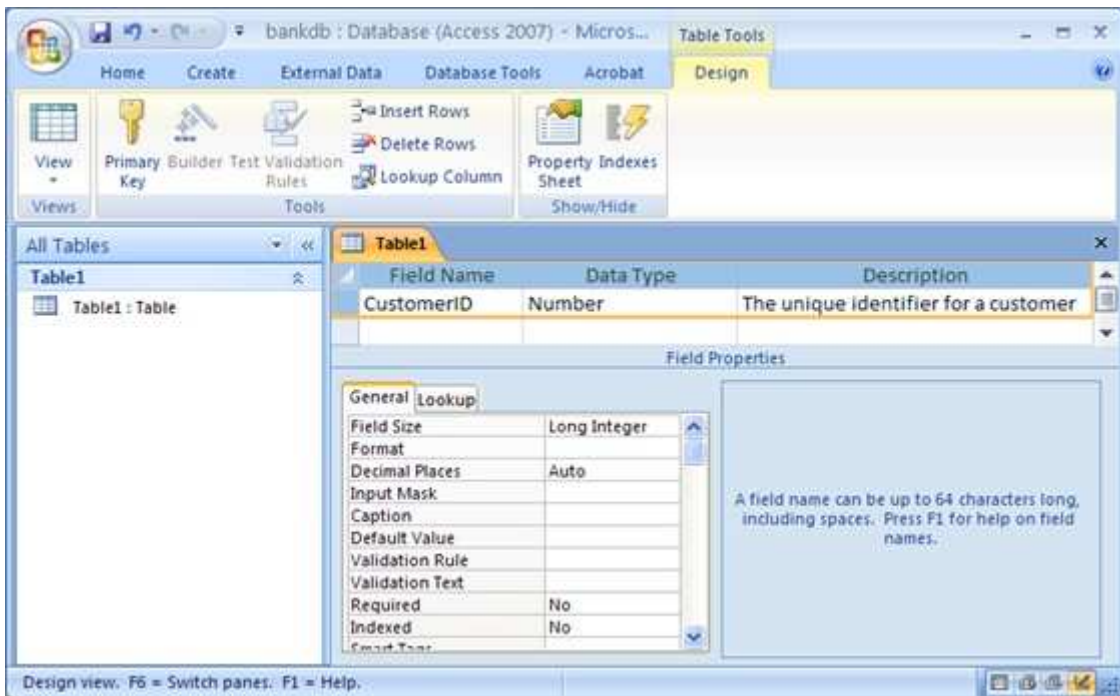 bankdb : Database (Access 2007) - Micros...
Table Tools
Home Create External Data Database Tools Acrobat Design
View
Primary Key
Builder
Test Validation Rules
Insert Rows
Delete Rows
Lookup Column
Property Sheet
Indexes
Views
Tools
Show/Hide
All Tables
Table1
Table1 : Table
Table1
Field Name Data Type Description
CustomerID Number The unique identifier for a customer
Field Properties
General Lookup
Field Size Long Integer
Format
Decimal Places Auto
Input Mask
Caption
Default Value
Validation Rule
Validation Text
Required No
Indexed No
Smart Tags
A field name can be up to 64 characters long,
including spaces. Press F1 for help on field
names.
Design view. F6 = Switch panes. F1 = Help.